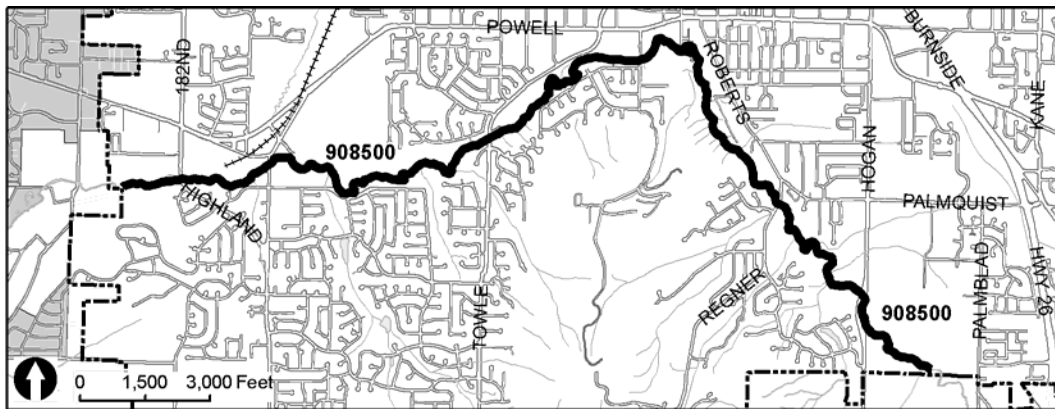 POWELL
BURNSIDE
182ND
ROBERTS
KANE
908500
HOGAN
HIGHLAND
PALMQUIST
REGNER
TOWLE
PALMBLAD
HWY 26
908500
0 1,500 3,000 Feet